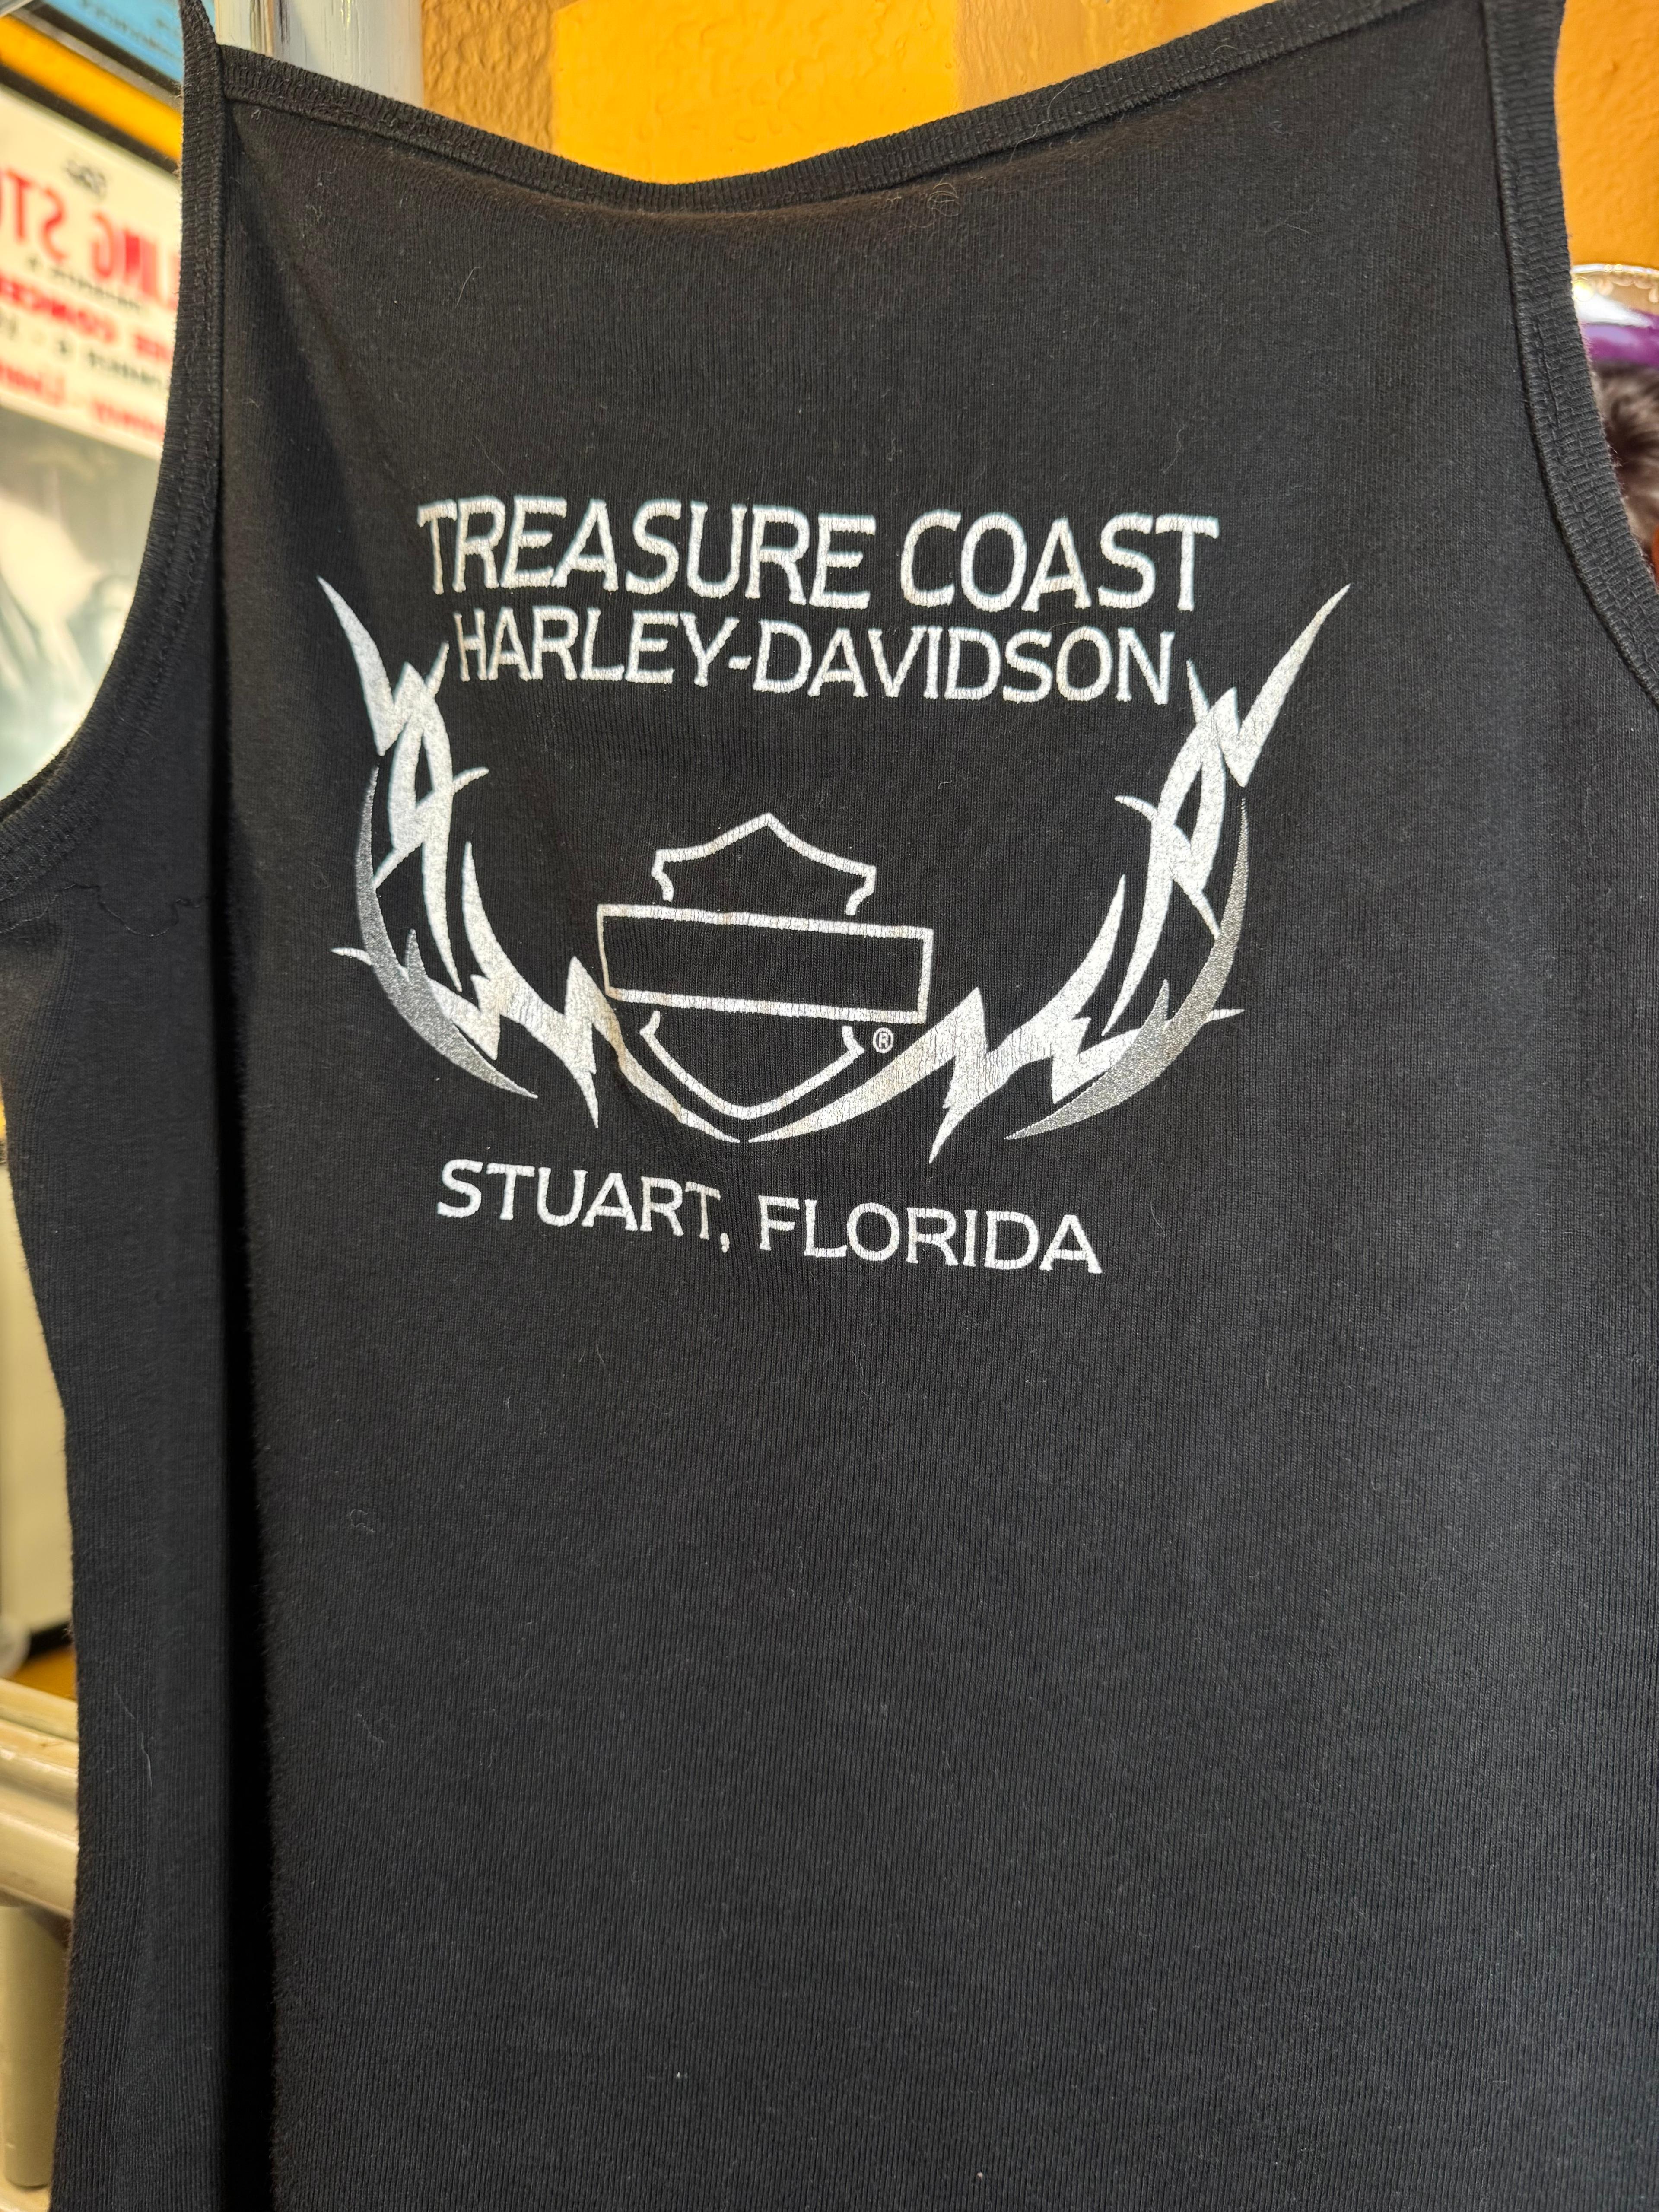 TREASURE COAST
HARLEY-DAVIDSON
®
STUART, FLORIDA